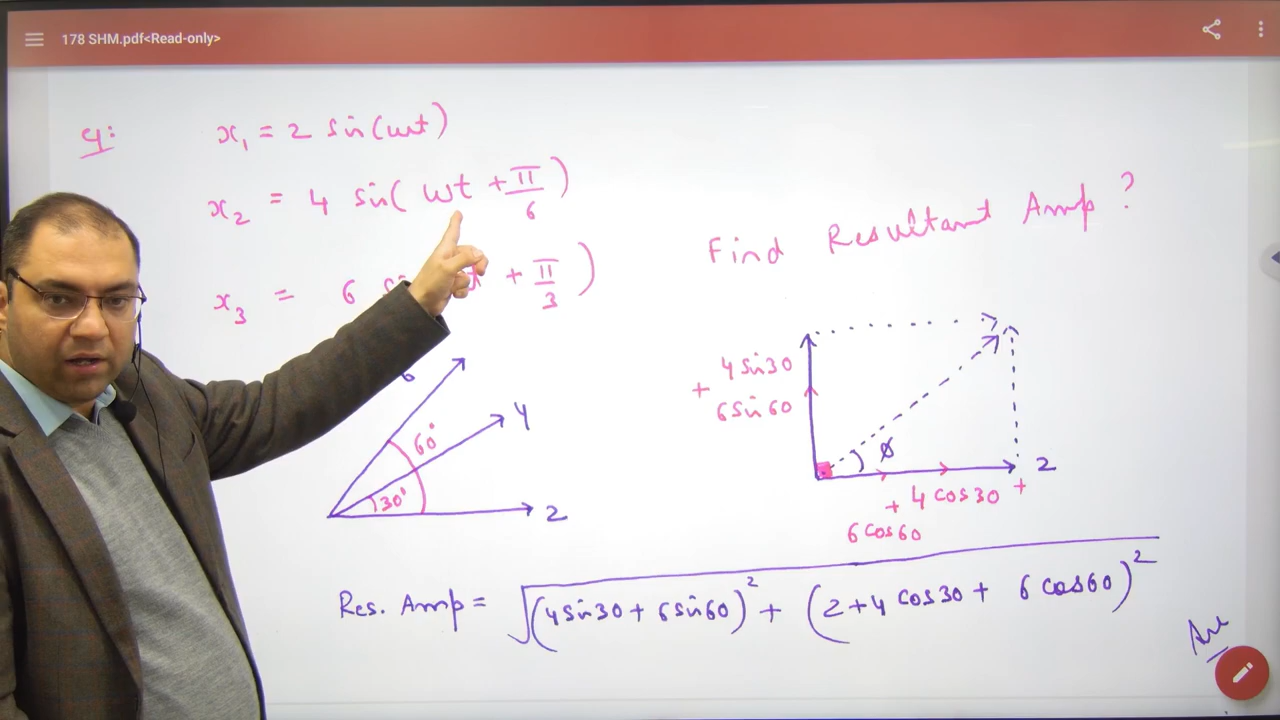 178 SHM.pdf<Read-only>
Q: x₁ = 2 sin(ωt)
x₂ = 4 sin( ωt + π/6 )
x₃ = 6 + π/3 )
Find Resultant Amp ?
6
4
60°
30°
2
4 sin30
+ 6 sin 60
ø
2
+ 4 cos30 +
6 cos60
Res. Amp = √(4sin30 + 6sin60)² + (2+4 cos30 + 6 cos60)²
Ans